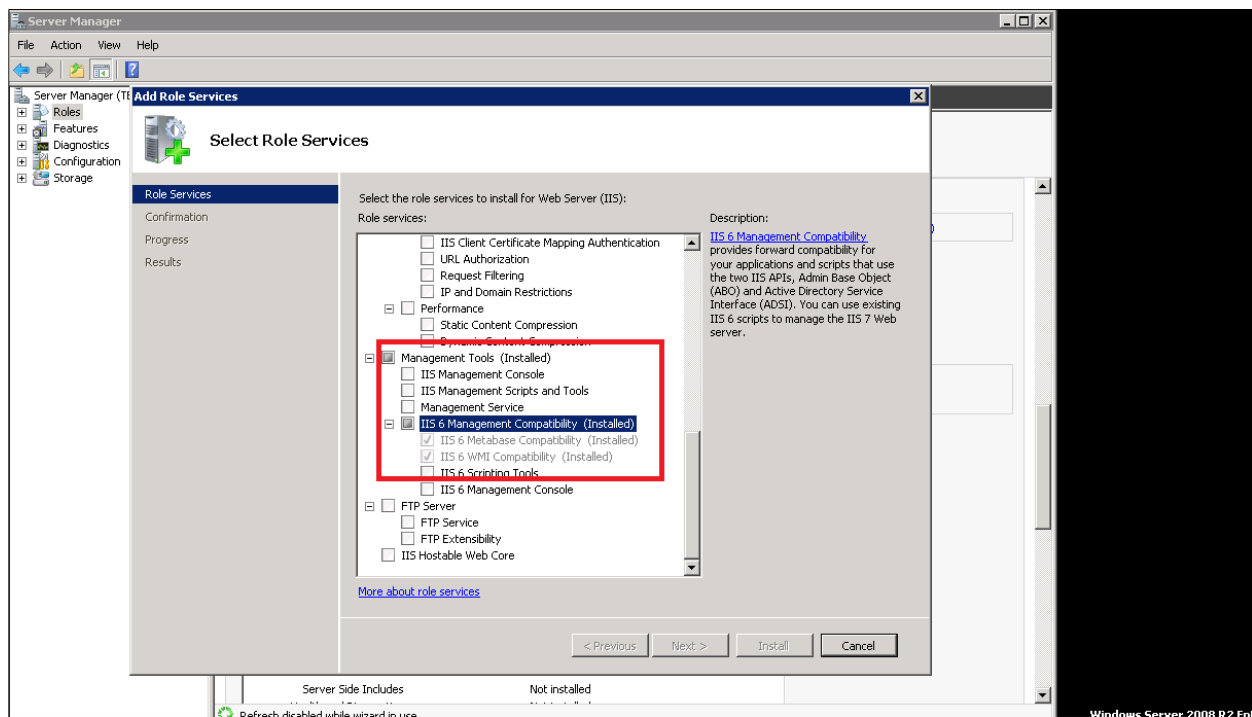 Server Manager
File Action View Help
Server Manager (TE
Roles
Features
Diagnostics
Configuration
Storage
Add Role Services
Select Role Services
Role Services
Confirmation
Progress
Results
Select the role services to install for Web Server (IIS):
Role services:
IIS Client Certificate Mapping Authentication
URL Authorization
Request Filtering
IP and Domain Restrictions
Performance
Static Content Compression
Dynamic Content Compression
Management Tools (Installed)
IIS Management Console
IIS Management Scripts and Tools
Management Service
IIS 6 Management Compatibility (Installed)
IIS 6 Metabase Compatibility (Installed)
IIS 6 WMI Compatibility (Installed)
IIS 6 Scripting Tools
IIS 6 Management Console
FTP Server
FTP Service
FTP Extensibility
IIS Hostable Web Core
More about role services
Description:
IIS 6 Management Compatibility
provides forward compatibility for
your applications and scripts that use
the two IIS APIs, Admin Base Object
(ABO) and Active Directory Service
Interface (ADSI). You can use existing
IIS 6 scripts to manage the IIS 7 Web
server.
< Previous Next > Install Cancel
Server Side Includes Not installed
Refresh disabled while wizard in use
Windows Server 2008 R2 En